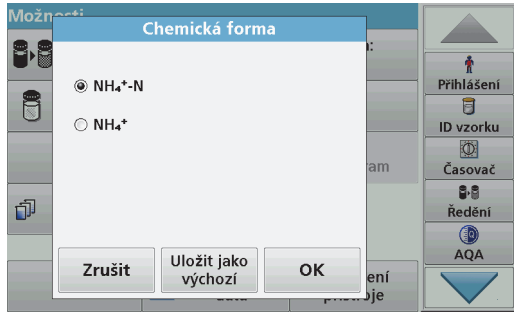 Možnosti
Chemická forma
NH₄⁺-N
NH₄⁺
Zrušit
Uložit jako
výchozí
OK
Přihlášení
ID vzorku
Časovač
Ředění
AQA